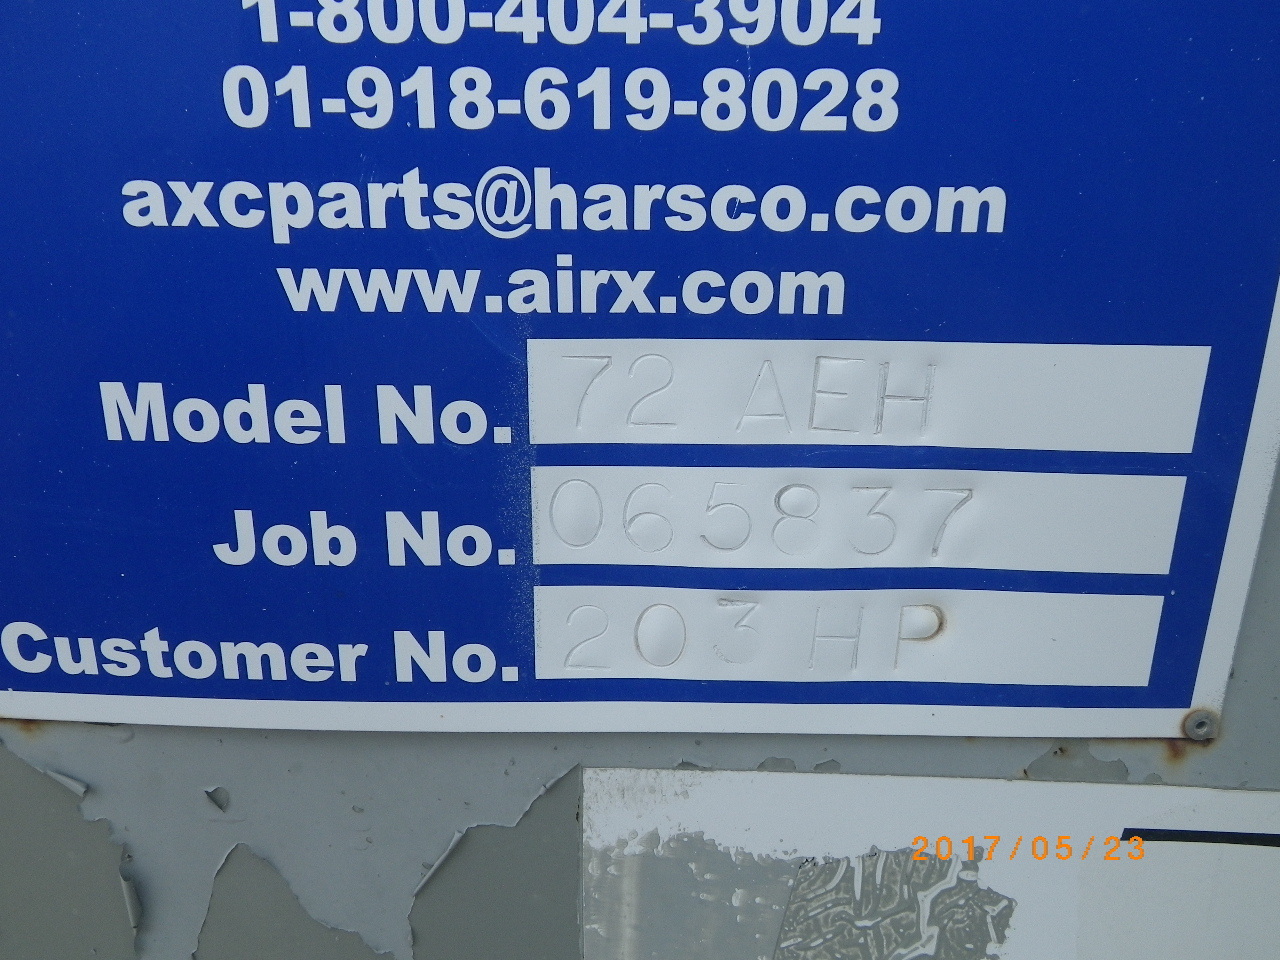 1-800-404-3904
01-918-619-8028
axcparts@harsco.com
www.airx.com
Model No. 72 AEH
Job No. 065837
Customer No. 203 HP
2017/05/23